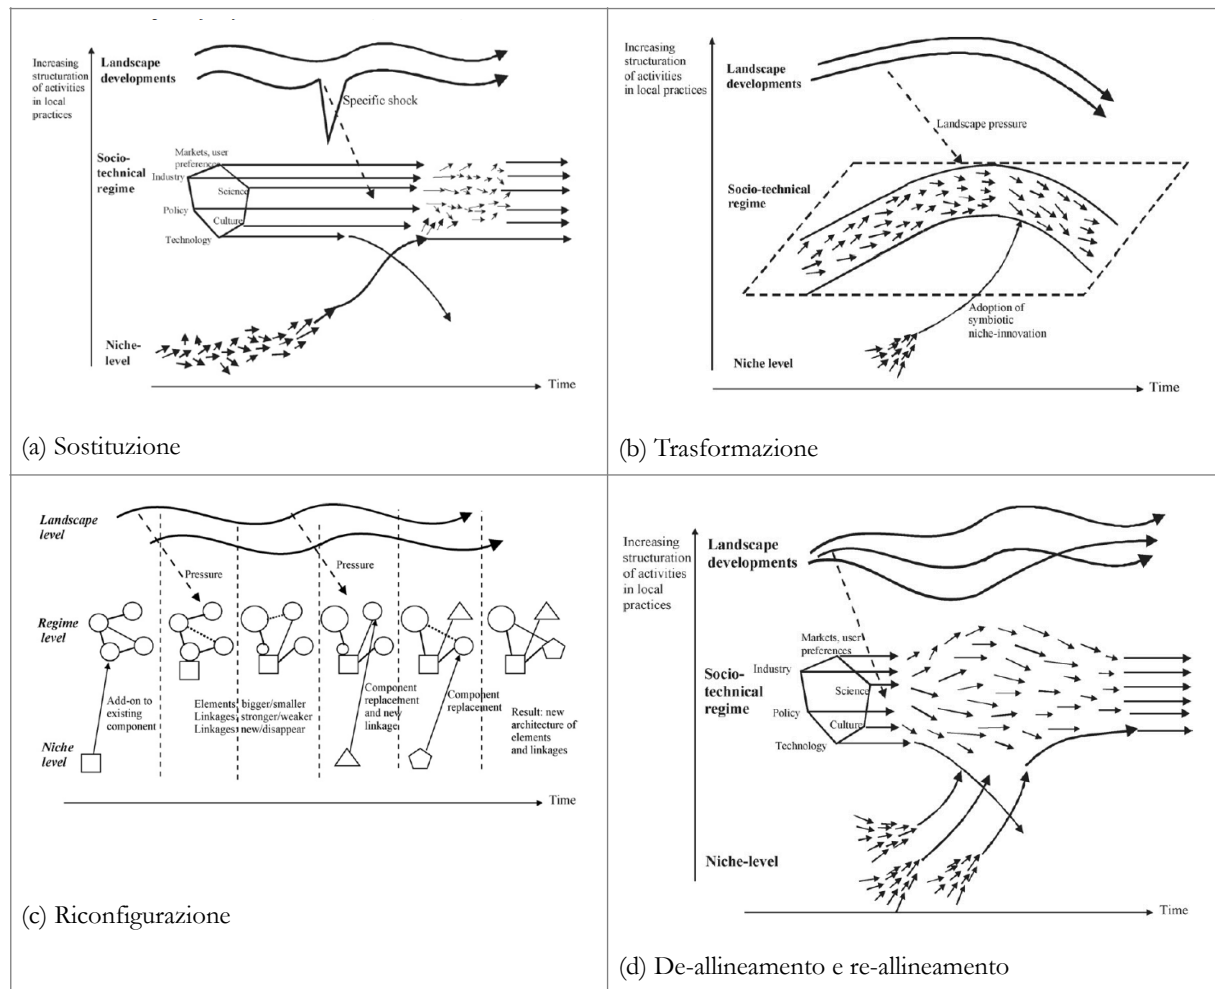 Increasing
structuration
of activities
in local
practices
Landscape
developments
Specific shock
Socio-
technical
regime
Markets, user
preferences
Industry
Science
Policy
Culture
Technology
Niche-
level
Time
(a) Sostituzione
Increasing
structuration
of activities
in local practices
Landscape
developments
Landscape pressure
Socio-technical
regime
Adoption of
symbiotic
niche-innovation
Niche level
Time
(b) Trasformazione
Landscape
level
Pressure
Pressure
Regime
level
Add-on to
existing
component
Elements: bigger/smaller
Linkages: stronger/weaker
Linkages: new/disappear
Component
replacement
and new
linkage
Component
replacement
Result: new
architecture of
elements
and linkages
Niche
level
Time
(c) Riconfigurazione
Increasing
structuration
of activities
in local
practices
Landscape
developments
Markets, user
preferences
Industry
Science
Socio-
technical
regime
Policy
Culture
Technology
Niche-level
Time
(d) De-allineamento e re-allineamento